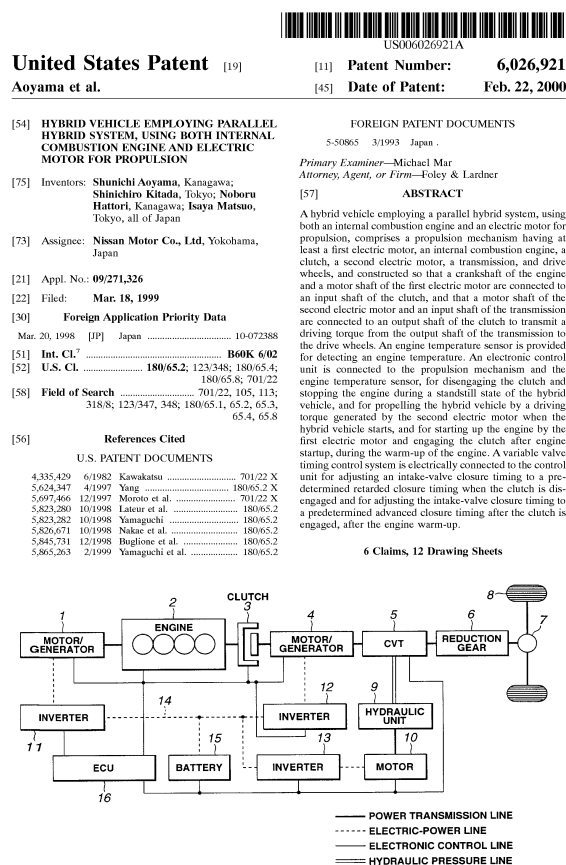 US006026921A
United States Patent [19]
Aoyama et al.
[11] Patent Number: 6,026,921
[45] Date of Patent: Feb. 22, 2000
[54] HYBRID VEHICLE EMPLOYING PARALLEL
HYBRID SYSTEM, USING BOTH INTERNAL
COMBUSTION ENGINE AND ELECTRIC
MOTOR FOR PROPULSION
[75] Inventors: Shunichi Aoyama, Kanagawa;
Shinichiro Kitada, Tokyo; Noboru
Hattori, Kanagawa; Isaya Matsuo,
Tokyo, all of Japan
[73] Assignee: Nissan Motor Co., Ltd, Yokohama,
Japan
[21] Appl. No.: 09/271,326
[22] Filed: Mar. 18, 1999
[30] Foreign Application Priority Data
Mar. 20, 1998 [JP] Japan ................................. 10-072388
[51] Int. Cl.7 ..................................................... B60K 6/02
[52] U.S. Cl. ....................... 180/65.2; 123/348; 180/65.4;
180/65.8; 701/22
[58] Field of Search ............................... 701/22, 105, 113;
318/8; 123/347, 348; 180/65.1, 65.2, 65.3,
65.4, 65.8
[56] References Cited
U.S. PATENT DOCUMENTS
4,335,429 6/1982 Kawakatsu ........................... 701/22 X
5,624,347 4/1997 Yang .................................. 180/65.2 X
5,697,466 12/1997 Moroto et al. ........................ 701/22 X
5,823,280 10/1998 Lateur et al. .......................... 180/65.2
5,823,282 10/1998 Yamaguchi ........................... 180/65.2
5,826,671 10/1998 Nakae et al. .......................... 180/65.2
5,845,731 12/1998 Buglione et al. ..................... 180/65.2
5,865,263 2/1999 Yamaguchi et al. ................. 180/65.2
FOREIGN PATENT DOCUMENTS
5-50865 3/1993 Japan .
Primary Examiner—Michael Mar
Attorney, Agent, or Firm—Foley & Lardner
[57] ABSTRACT
A hybrid vehicle employing a parallel hybrid system, using
both an internal combustion engine and an electric motor for
propulsion, comprises a propulsion mechanism having at
least a first electric motor, an internal combustion engine, a
clutch, a second electric motor, a transmission, and drive
wheels, and constructed so that a crankshaft of the engine
and a motor shaft of the first electric motor are connected to
an input shaft of the clutch, and that a motor shaft of the
second electric motor and an input shaft of the transmission
are connected to an output shaft of the clutch to transmit a
driving torque from the output shaft of the transmission to
the drive wheels. An engine temperature sensor is provided
for detecting an engine temperature. An electronic control
unit is connected to the propulsion mechanism and the
engine temperature sensor, for disengaging the clutch and
stopping the engine during a standstill state of the hybrid
vehicle, and for propelling the hybrid vehicle by a driving
torque generated by the second electric motor when the
hybrid vehicle starts, and for starting up the engine by the
first electric motor and engaging the clutch after engine
startup, during the warm-up of the engine. A variable valve
timing control system is electrically connected to the control
unit for adjusting an intake-valve closure timing to a pre-
determined retarded closure timing when the clutch is dis-
engaged and for adjusting the intake-valve closure timing to
a predetermined advanced closure timing after the clutch is
engaged, after the engine warm-up.
6 Claims, 12 Drawing Sheets
1 2 CLUTCH 3 4 5 6 8
7
MOTOR/
GENERATOR
ENGINE
MOTOR/
GENERATOR
CVT
REDUCTION
GEAR
14 12 9
INVERTER
INVERTER
HYDRAULIC
UNIT
11 15 13 10
ECU
BATTERY
INVERTER
MOTOR
16
POWER TRANSMISSION LINE
ELECTRIC-POWER LINE
ELECTRONIC CONTROL LINE
HYDRAULIC PRESSURE LINE